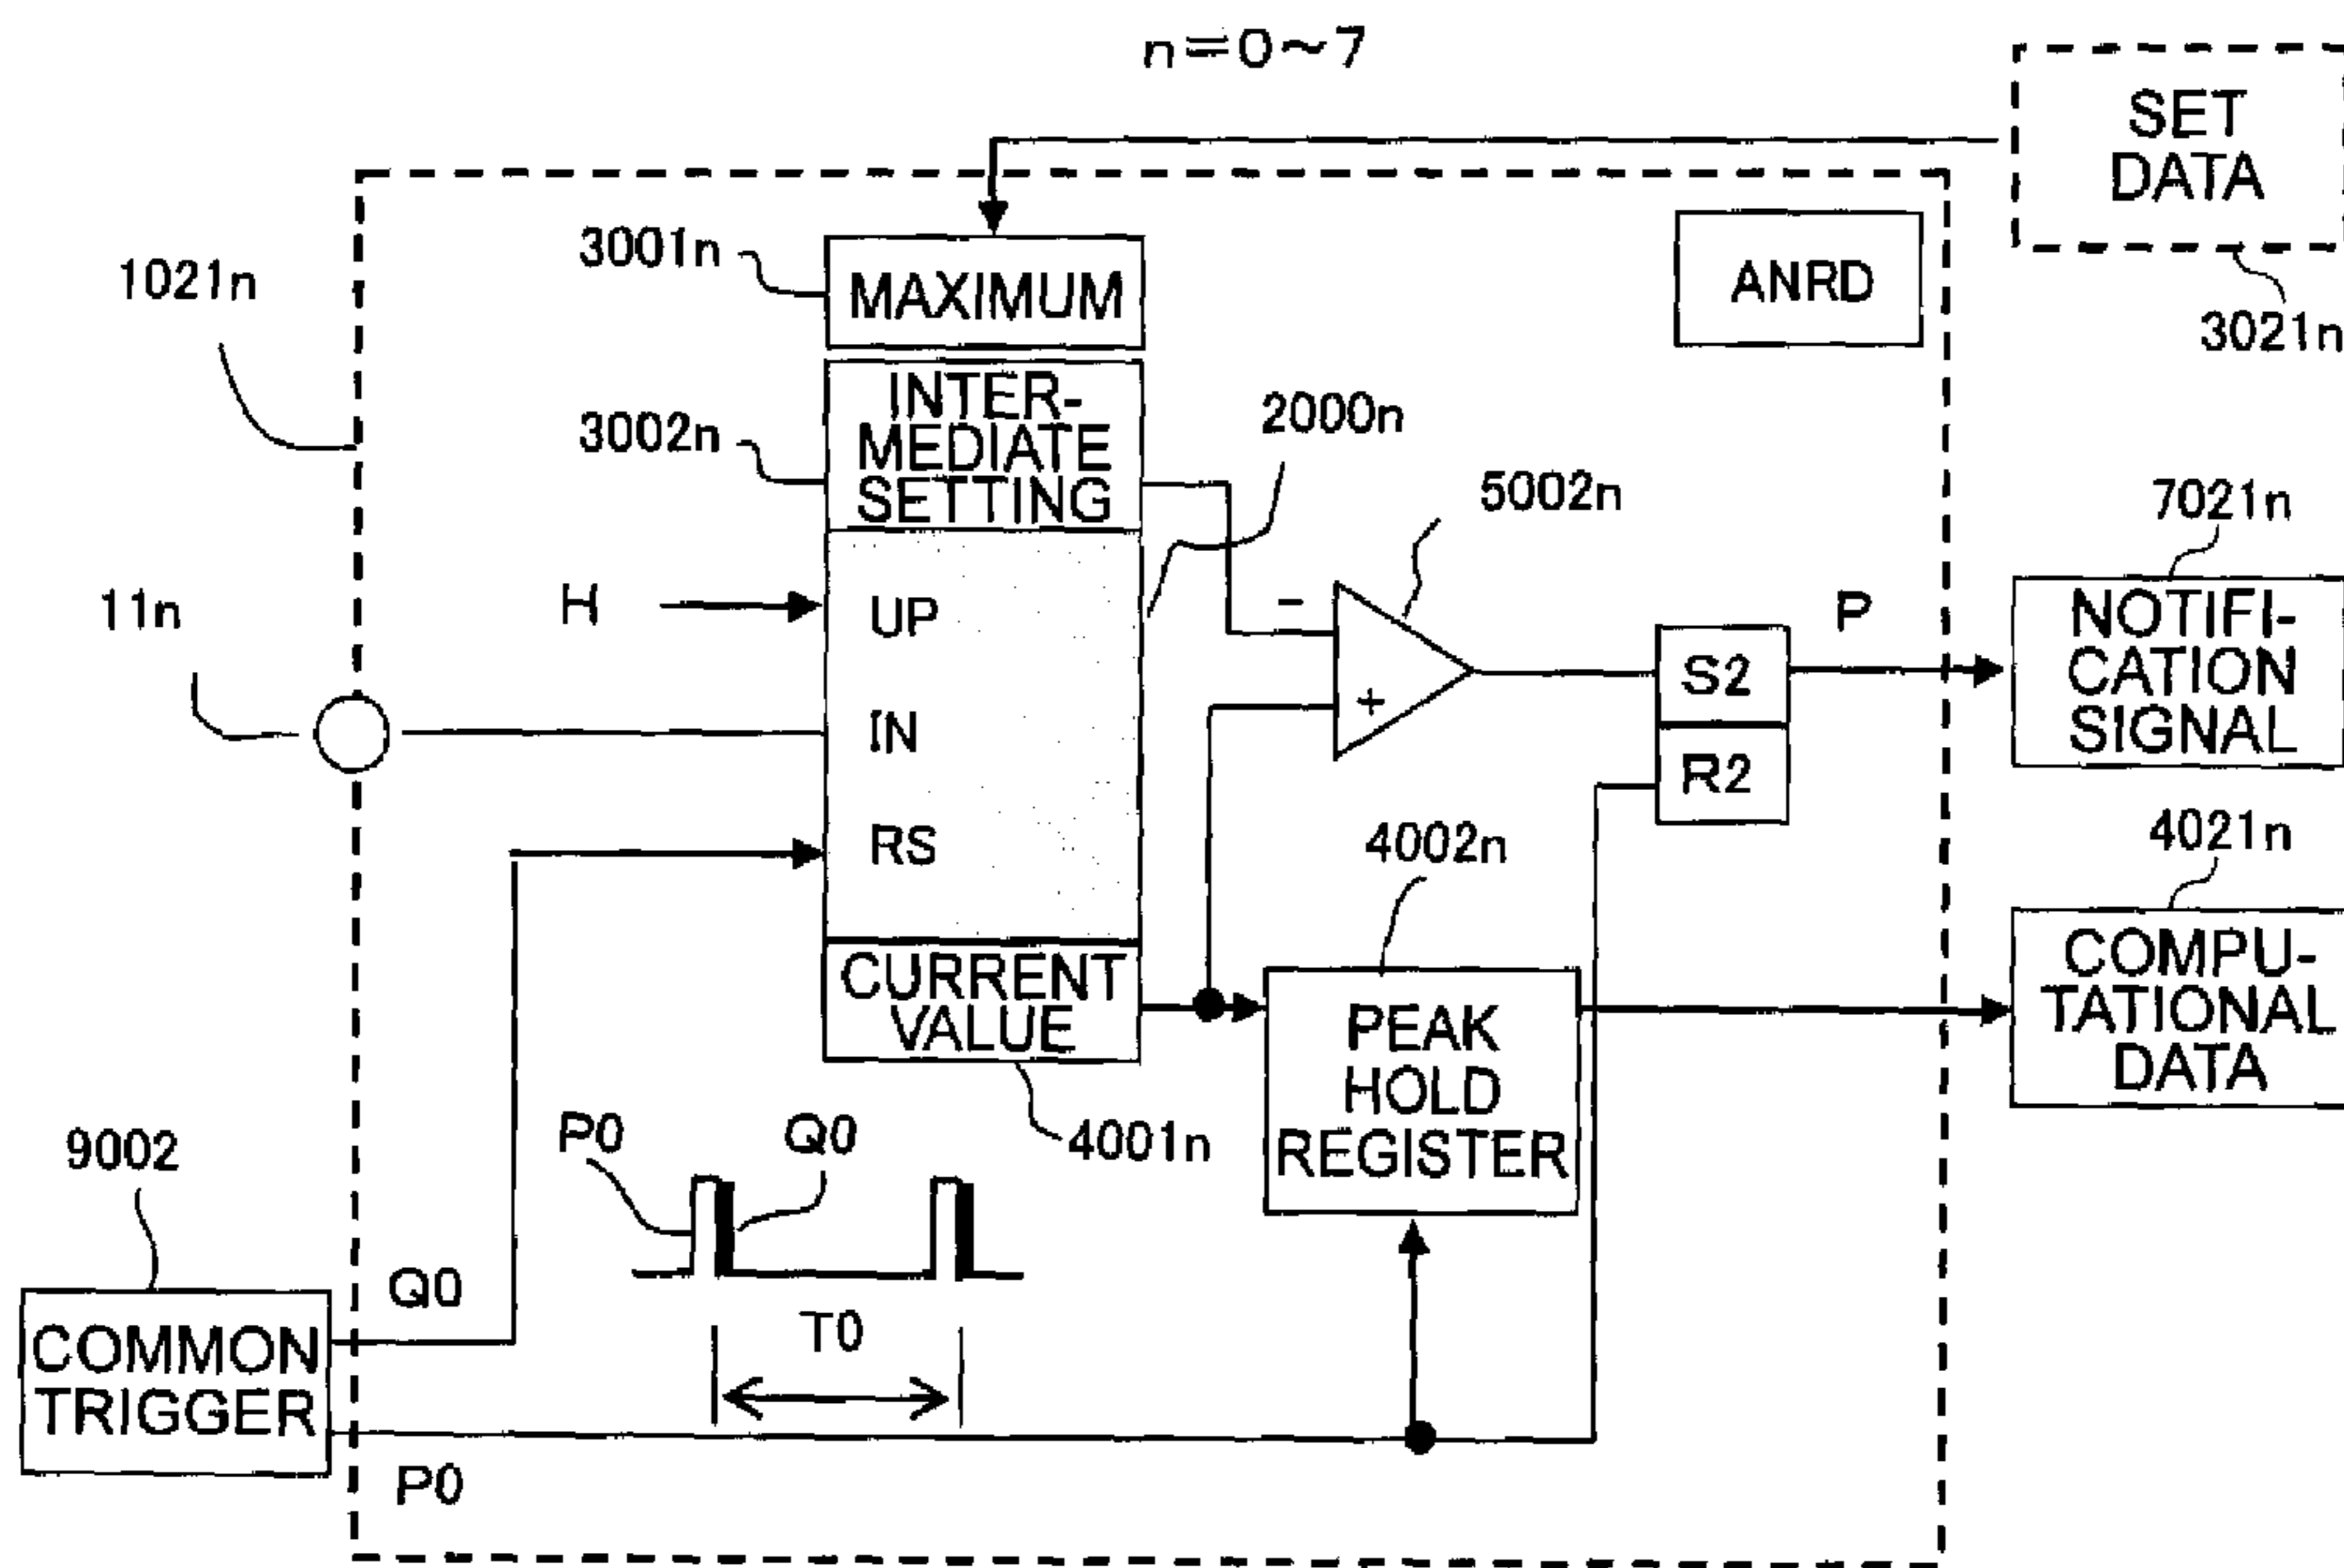 n=0~7
SET
DATA
3021n
ANRD
3001n
MAXIMUM
1021n
3002n
INTER-
MEDIATE
SETTING
2000n
5002n
7021n
NOTIFI-
CATION
SIGNAL
H
UP
11n
IN
RS
-
+
S2
R2
P
4002n
4021n
COMPU-
TATIONAL
DATA
CURRENT
VALUE
4001n
PEAK
HOLD
REGISTER
P0
Q0
T0
9002
COMMON
TRIGGER
Q0
P0